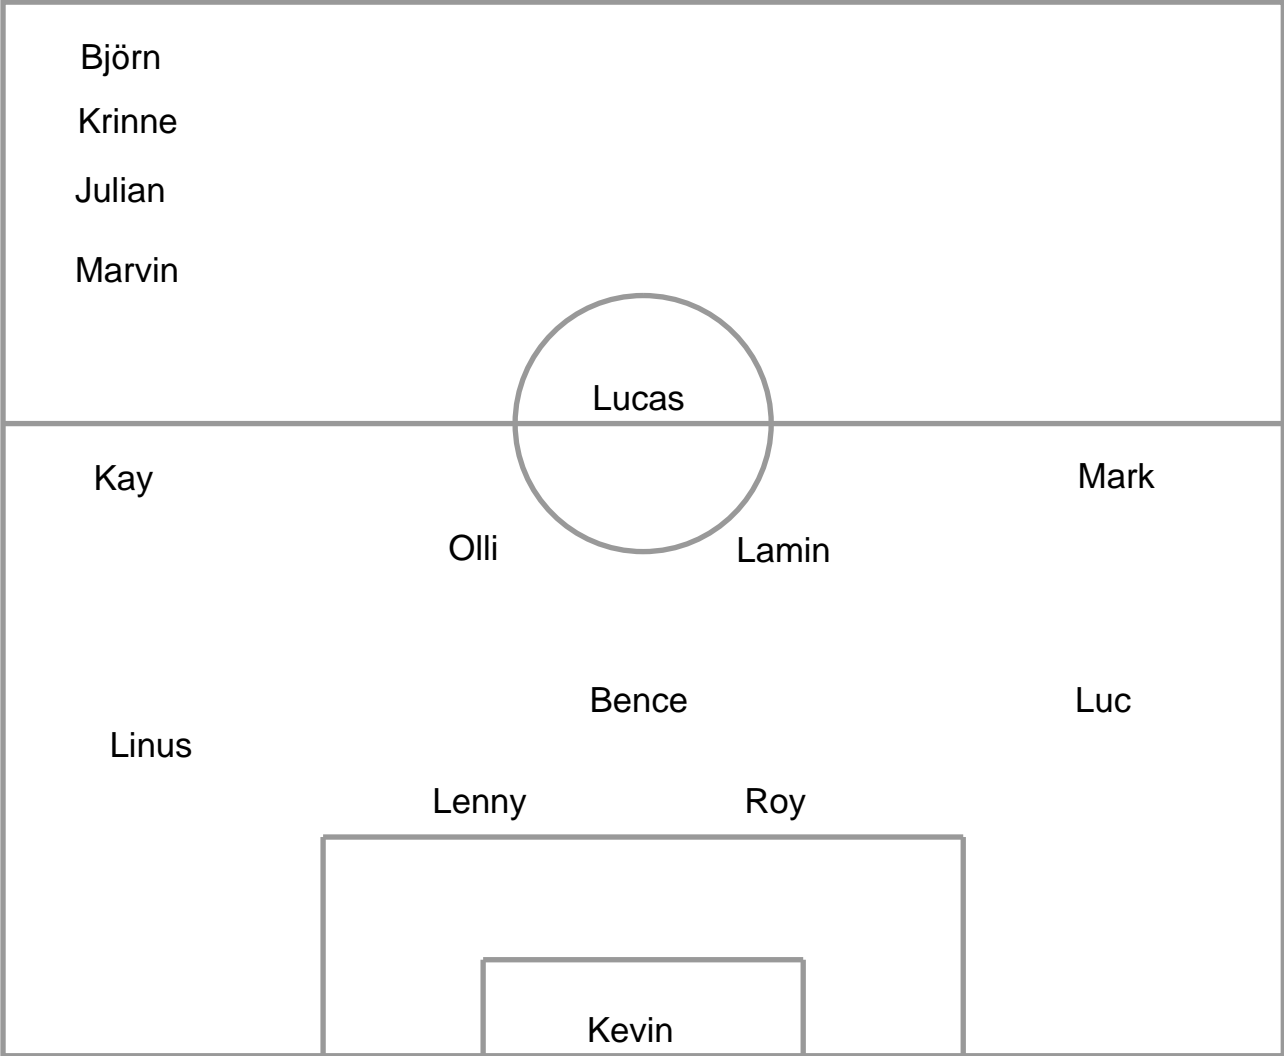 Björn
Krinne
Julian
Marvin
Lucas
Kay
Mark
Olli
Lamin
Bence
Luc
Linus
Lenny
Roy
Kevin